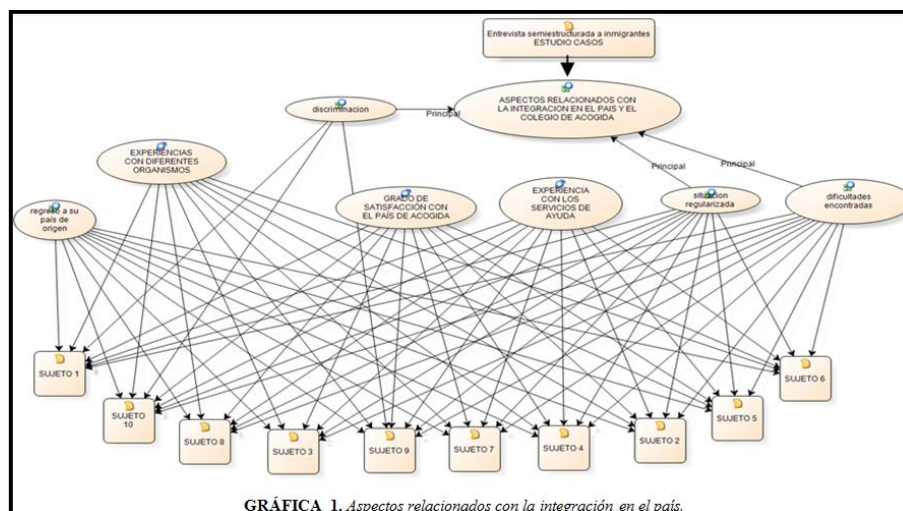 Entrevista semiestructurada a inmigrantes
ESTUDIO CASOS
discriminacion
Principal
ASPECTOS RELACIONADOS CON
LA INTEGRACION EN EL PAIS Y EL
COLEGIO DE ACOGIDA
EXPERIENCIAS
CON DIFERENTES
ORGANISMOS
Principal
Principal
regreso a su
país de
origen
GRADO DE
SATISFACCIÓN CON
EL PAÍS DE ACOGIDA
EXPERIENCIA
CON LOS
SERVICIOS DE
AYUDA
situacion
regularizada
dificultades
encontradas
SUJETO 1
SUJETO
10
SUJETO 8
SUJETO 3
SUJETO 9
SUJETO 7
SUJETO 4
SUJETO 2
SUJETO 5
SUJETO 6
GRÁFICA 1. Aspectos relacionados con la integración en el país.